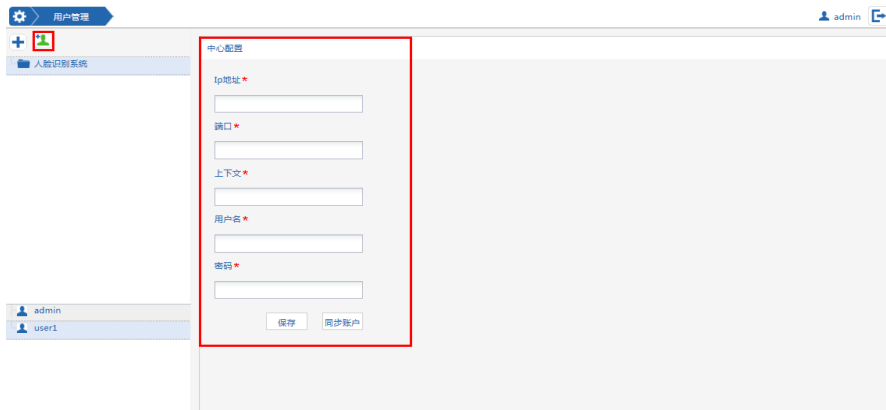 用户管理
admin
人脸识别系统
中心配置
Ip地址*
端口*
上下文*
用户名*
密码*
保存 同步账户
admin
user1